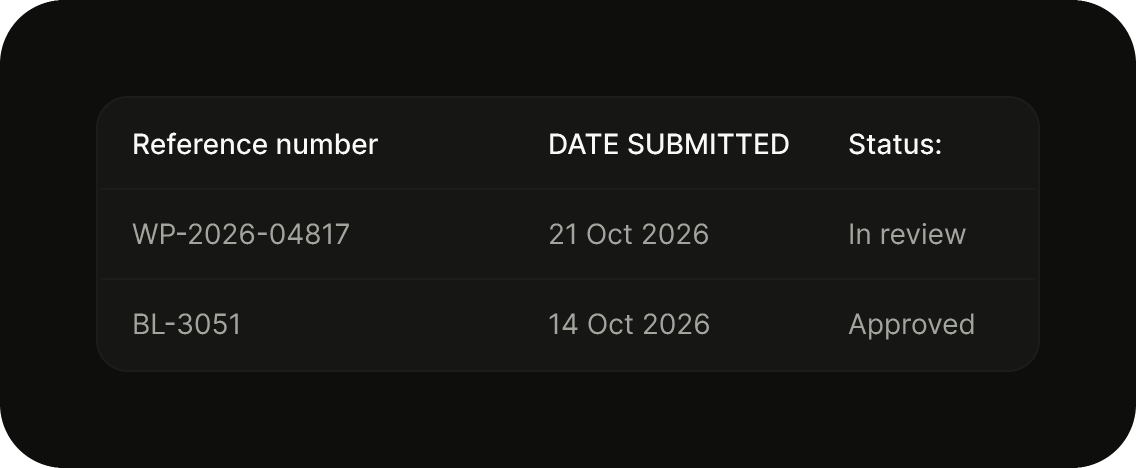 Reference number DATE SUBMITTED Status:
WP-2026-04817 21 Oct 2026 In review
BL-3051 14 Oct 2026 Approved